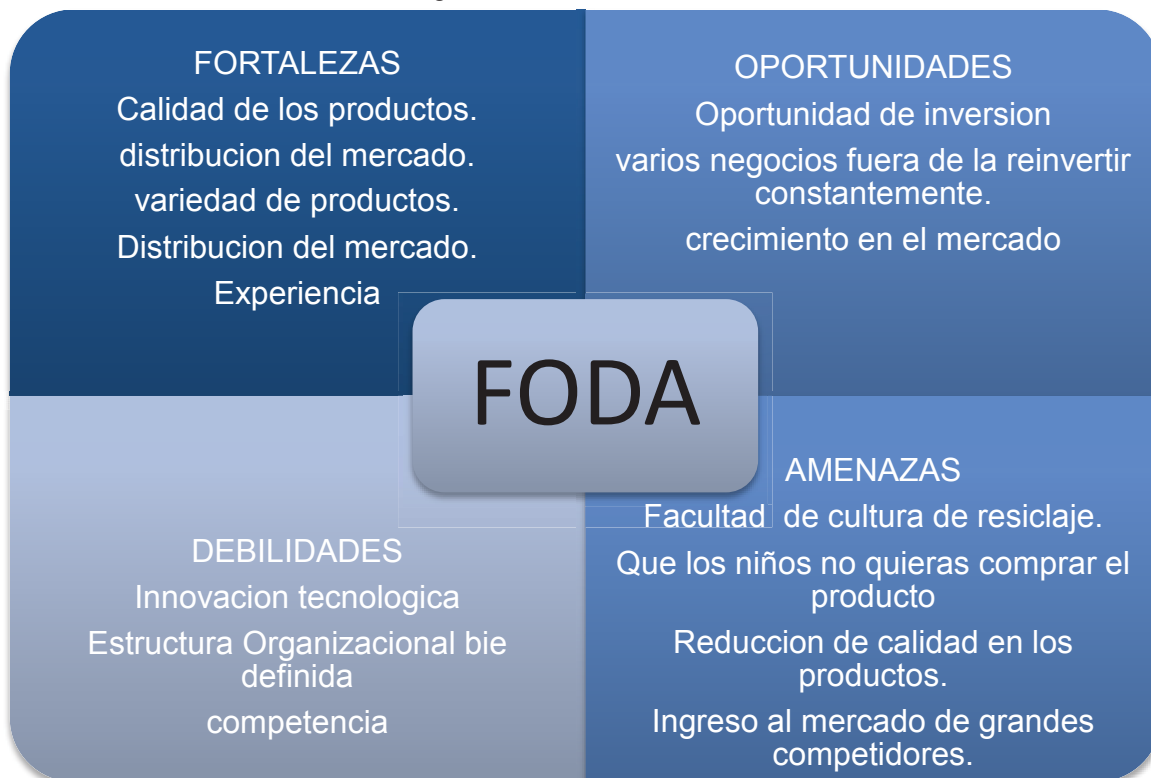 FORTALEZAS
Calidad de los productos.
distribucion del mercado.
variedad de productos.
Distribucion del mercado.
Experiencia
OPORTUNIDADES
Oportunidad de inversion
varios negocios fuera de la reinvertir
constantemente.
crecimiento en el mercado
FODA
DEBILIDADES
Innovacion tecnologica
Estructura Organizacional bie
definida
competencia
AMENAZAS
Facultad  de cultura de resiclaje.
Que los niños no quieras comprar el
producto
Reduccion de calidad en los
productos.
Ingreso al mercado de grandes
competidores.